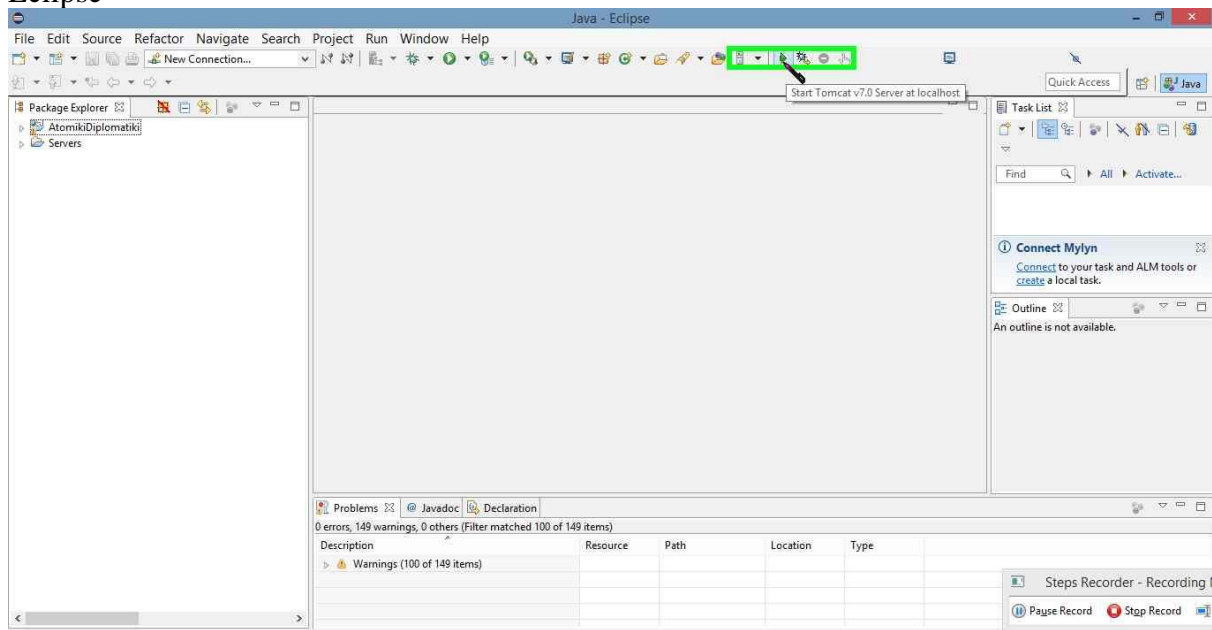 Eclipse
Java - Eclipse
File Edit Source Refactor Navigate Search Project Run Window Help
New Connection...
Start Tomcat v7.0 Server at localhost
Quick Access
Java
Package Explorer
AtomikiDiplomatiki
Servers
Task List
Find
All
Activate...
Connect Mylyn
Connect to your task and ALM tools or
create a local task.
Outline
An outline is not available.
Problems @ Javadoc Declaration
0 errors, 149 warnings, 0 others (Filter matched 100 of 149 items)
Description Resource Path Location Type
Warnings (100 of 149 items)
Steps Recorder - Recording
Pause Record Stop Record